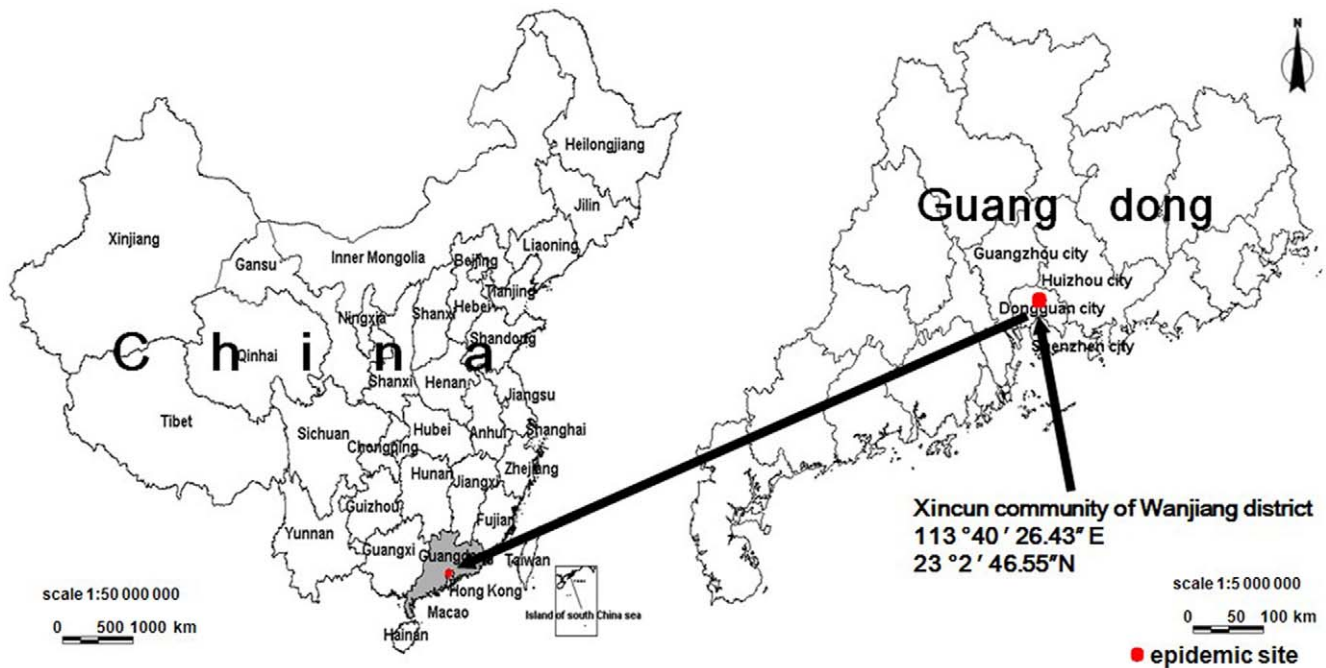 N
Heilongjiang
Jilin
Liaoning
Xinjiang
Inner Mongolia
Gansu
Beijing
Tianjing
Hebei
Shanxi
Ningxia
Shandong
China
Qinhai
Shanxi
Henan
Jiangsu
Tibet
Sichuan
Hubei
Anhui
Shanghai
Chongping
Zhejiang
Hunan
Jiangxi
Guizhou
Fujian
Yunnan
Guangxi
Guangdong
Taiwan
Hong Kong
Macao
Hainan
Island of south China sea
scale 1:50 000 000
0 500 1000 km
Guang dong
Guangzhou city
Huizhou city
Dongguan city
Shenzhen city
Xincun community of Wanjiang district
113 °40 ′ 26.43″ E
23 °2 ′ 46.55″N
scale 1:5 000 000
0 50 100 km
epidemic site